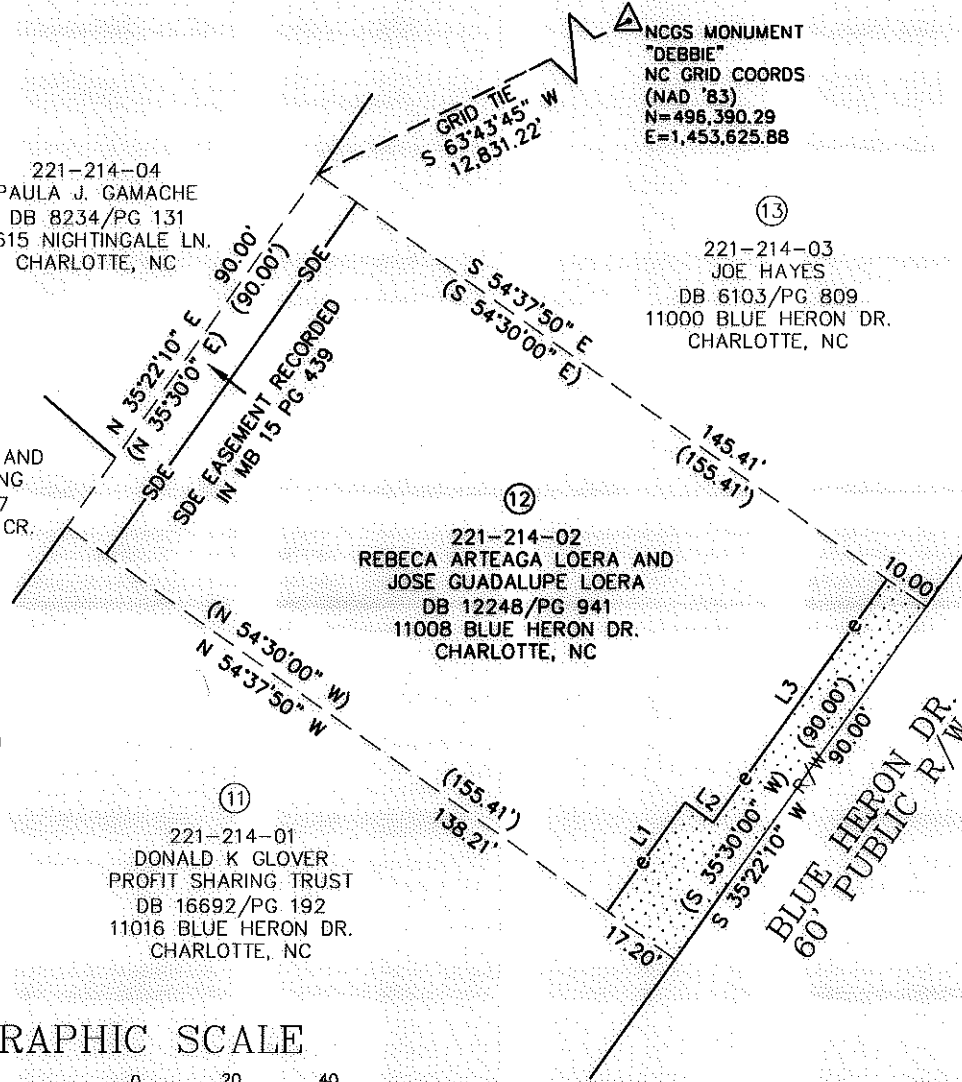 NCGS MONUMENT
"DEBBIE"
NC GRID COORDS
(NAD '83)
N=496,390.29
E=1,453,625.88
GRID TIE
S 63°43'45" W
12,831.22'
221-214-04
PAULA J. GAMACHE
DB 8234/PG 131
615 NIGHTINGALE LN.
CHARLOTTE, NC
13
221-214-03
JOE HAYES
DB 6103/PG 809
11000 BLUE HERON DR.
CHARLOTTE, NC
N 35°22'10" E 90.00'
(N 35°30'0" E) (90.00')
SDE
SDE
SDE EASEMENT RECORDED
IN MB 15 PG 439
S 54°37'50" E
(S 54°30'00" E)
145.41'
(155.41')
AND
NG
7
CR.
12
221-214-02
REBECA ARTEAGA LOERA AND
JOSE GUADALUPE LOERA
DB 12248/PG 941
11008 BLUE HERON DR.
CHARLOTTE, NC
10.00
e
L3
e
L2
L1
e
(90.00')
90.00'
R/W
(S 35°30'00" W)
S 35°22'10" W
BLUE HERON DR.
60' PUBLIC R/W
(N 54°30'00" W)
N 54°37'50" W
(155.41')
138.21'
17.20'
11
221-214-01
DONALD K GLOVER
PROFIT SHARING TRUST
DB 16692/PG 192
11016 BLUE HERON DR.
CHARLOTTE, NC
RAPHIC SCALE
0 20 40